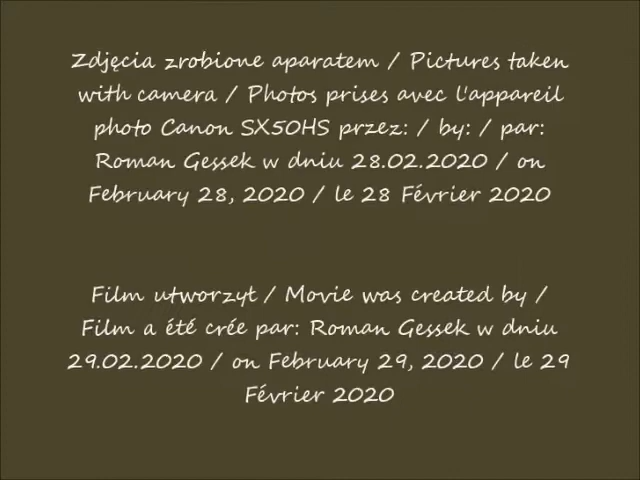 Zdjęcia zrobione aparatem / Pictures taken
with camera / Photos prises avec l'appareil
photo Canon SX50HS przez: / by: / par:
Roman Gessek w dniu 28.02.2020 / on
February 28, 2020 / le 28 Février 2020
Film utworzył / Movie was created by /
Film a été crée par: Roman Gessek w dniu
29.02.2020 / on February 29, 2020 / le 29
Février 2020